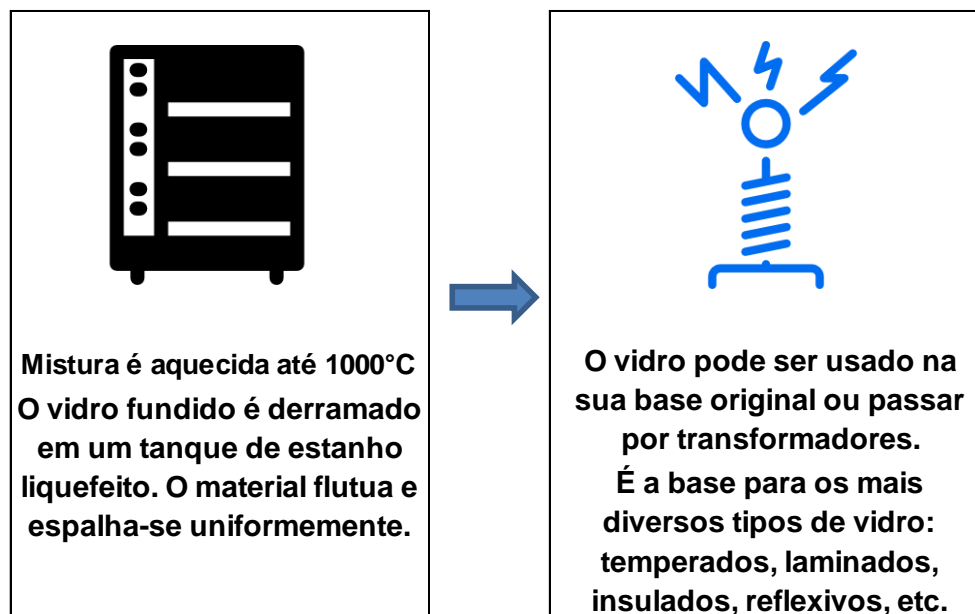 Mistura é aquecida até 1000°C
O vidro fundido é derramado
em um tanque de estanho
liquefeito. O material flutua e
espalha-se uniformemente.
O vidro pode ser usado na
sua base original ou passar
por transformadores.
É a base para os mais
diversos tipos de vidro:
temperados, laminados,
insulados, reflexivos, etc.